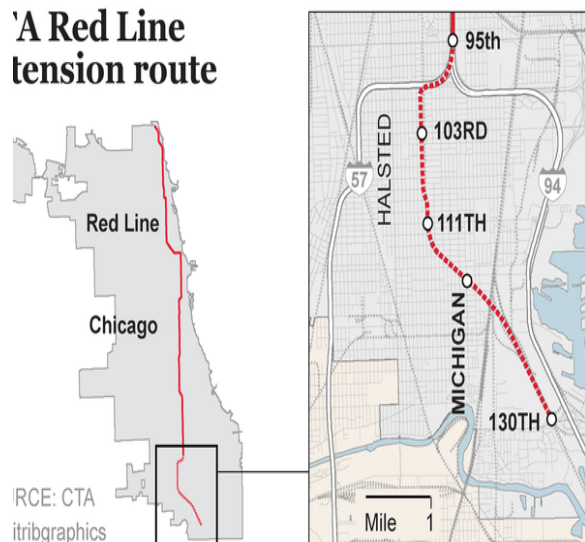 'A Red Line
tension route
Red Line
Chicago
RCE: CTA
itribgraphics
95th
103RD
HALSTED
57
94
111TH
MICHIGAN
130TH
Mile 1